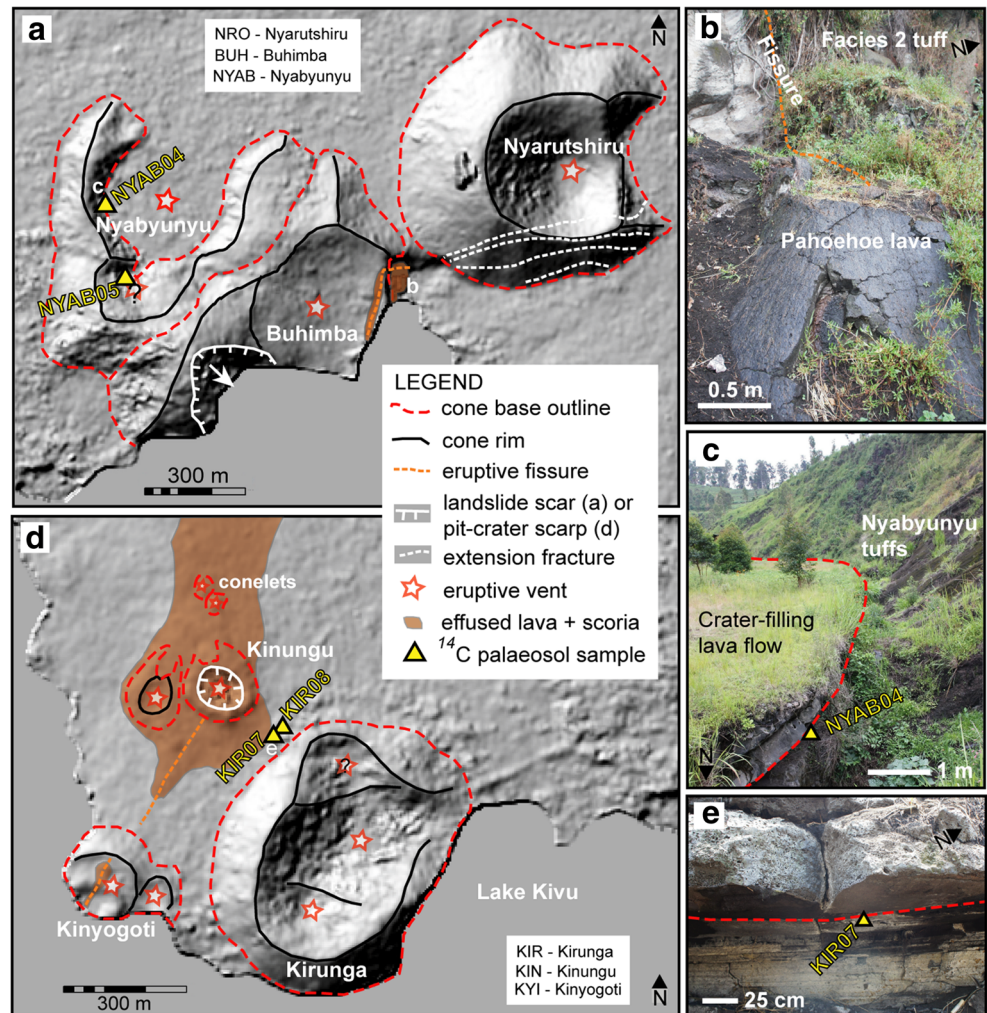 a
NRO - Nyarutshiru
BUH - Buhimba
NYAB - Nyabyunyu
N
Nyarutshiru
c
NYAB04
Nyabyunyu
NYAB05
?
Buhimba
b
300 m
b
Fissure
Facies 2 tuff
N
Pahoehoe lava
0.5 m
LEGEND
cone base outline
cone rim
eruptive fissure
landslide scar (a) or
pit-crater scarp (d)
extension fracture
eruptive vent
effused lava + scoria
14C palaeosol sample
c
Nyabyunyu
tuffs
Crater-filling
lava flow
NYAB04
N
1 m
d
conelets
Kinungu
KIR08
KIR07
e
?
Lake Kivu
Kinyogoti
Kirunga
KIR - Kirunga
KIN - Kinungu
KYI - Kinyogoti
N
300 m
e
N
KIR07
25 cm